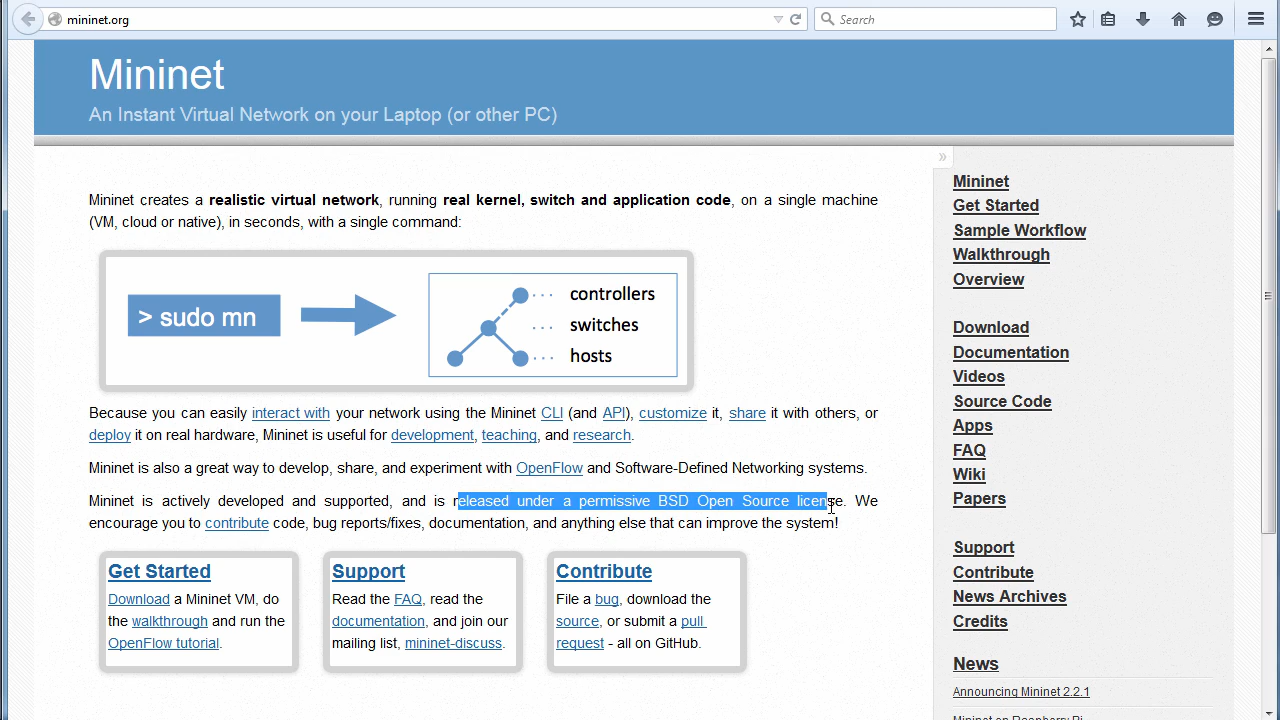 mininet.org
Search
Mininet
An Instant Virtual Network on your Laptop (or other PC)
»
Mininet creates a realistic virtual network, running real kernel, switch and application code, on a single machine
(VM, cloud or native), in seconds, with a single command:
> sudo mn
controllers
switches
hosts
Because you can easily interact with your network using the Mininet CLI (and API), customize it, share it with others, or
deploy it on real hardware, Mininet is useful for development, teaching, and research.
Mininet is also a great way to develop, share, and experiment with OpenFlow and Software-Defined Networking systems.
Mininet is actively developed and supported, and is released under a permissive BSD Open Source license. We
encourage you to contribute code, bug reports/fixes, documentation, and anything else that can improve the system!
Get Started
Download a Mininet VM, do
the walkthrough and run the
OpenFlow tutorial.
Support
Read the FAQ, read the
documentation, and join our
mailing list, mininet-discuss.
Contribute
File a bug, download the
source, or submit a pull
request - all on GitHub.
Mininet
Get Started
Sample Workflow
Walkthrough
Overview
Download
Documentation
Videos
Source Code
Apps
FAQ
Wiki
Papers
Support
Contribute
News Archives
Credits
News
Announcing Mininet 2.2.1
Mininet on Raspberry Pi